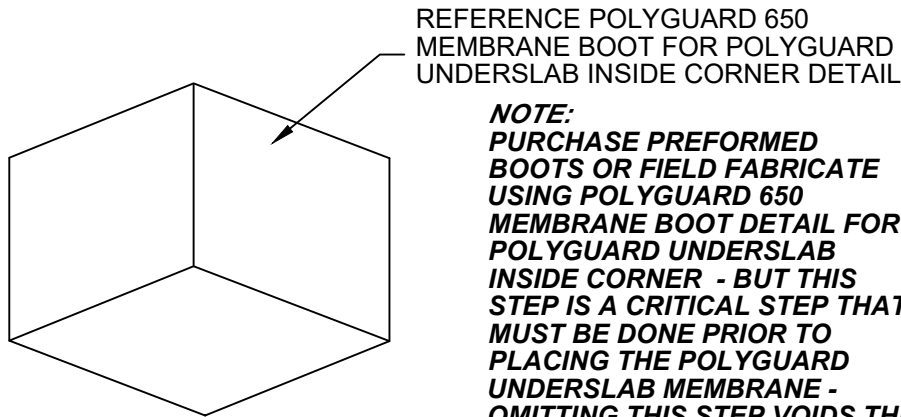 REFERENCE POLYGUARD 650
MEMBRANE BOOT FOR POLYGUARD
UNDERSLAB INSIDE CORNER DETAIL
NOTE:
PURCHASE PREFORMED
BOOTS OR FIELD FABRICATE
USING POLYGUARD 650
MEMBRANE BOOT DETAIL FOR
POLYGUARD UNDERSLAB
INSIDE CORNER - BUT THIS
STEP IS A CRITICAL STEP THAT
MUST BE DONE PRIOR TO
PLACING THE POLYGUARD
UNDERSLAB MEMBRANE -
OMITTING THIS STEP VOIDS